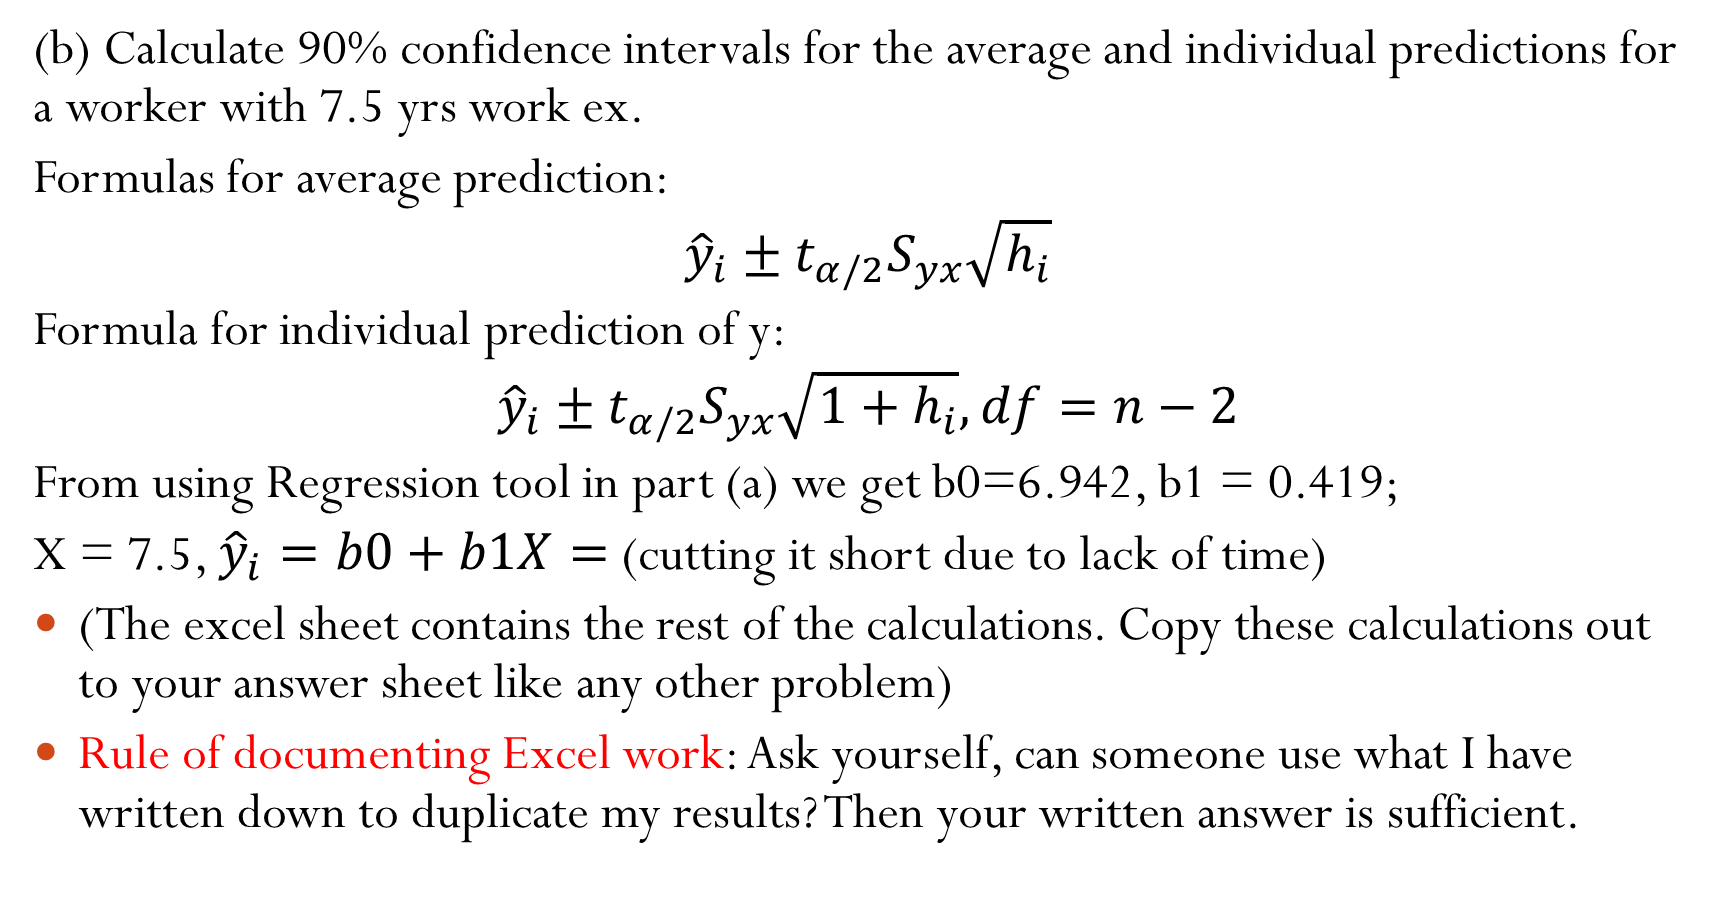 (b) Calculate 90% confidence intervals for the average and individual predictions for
a worker with 7.5 yrs work ex.
Formulas for average prediction:
ŷᵢ ± t_{α/2}S_{yx}√hᵢ
Formula for individual prediction of y:
ŷᵢ ± t_{α/2}S_{yx}√(1 + hᵢ), df = n − 2
From using Regression tool in part (a) we get b0=6.942, b1 = 0.419;
X = 7.5, ŷᵢ = b0 + b1X = (cutting it short due to lack of time)
• (The excel sheet contains the rest of the calculations. Copy these calculations out
to your answer sheet like any other problem)
• Rule of documenting Excel work: Ask yourself, can someone use what I have
written down to duplicate my results? Then your written answer is sufficient.